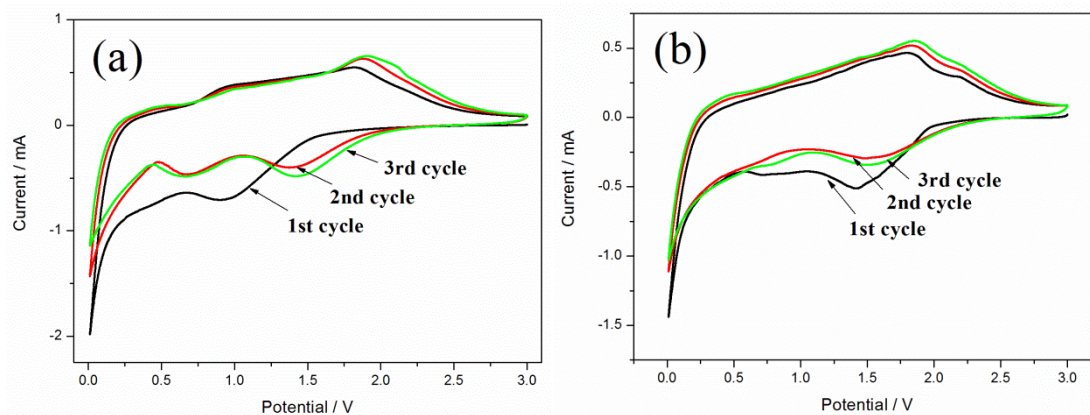 (a)
1
0
-1
-2
Current / mA
3rd cycle
2nd cycle
1st cycle
0.0 0.5 1.0 1.5 2.0 2.5 3.0
Potential / V
(b)
0.5
0.0
-0.5
-1.0
-1.5
Current / mA
3rd cycle
2nd cycle
1st cycle
0.0 0.5 1.0 1.5 2.0 2.5 3.0
Potential / V